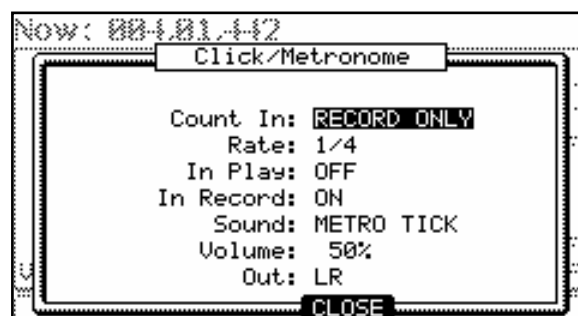 Now: 004.01.442
Click/Metronome
Count In: RECORD ONLY
Rate: 1/4
In Play: OFF
In Record: ON
Sound: METRO TICK
Volume: 50%
Out: LR
CLOSE